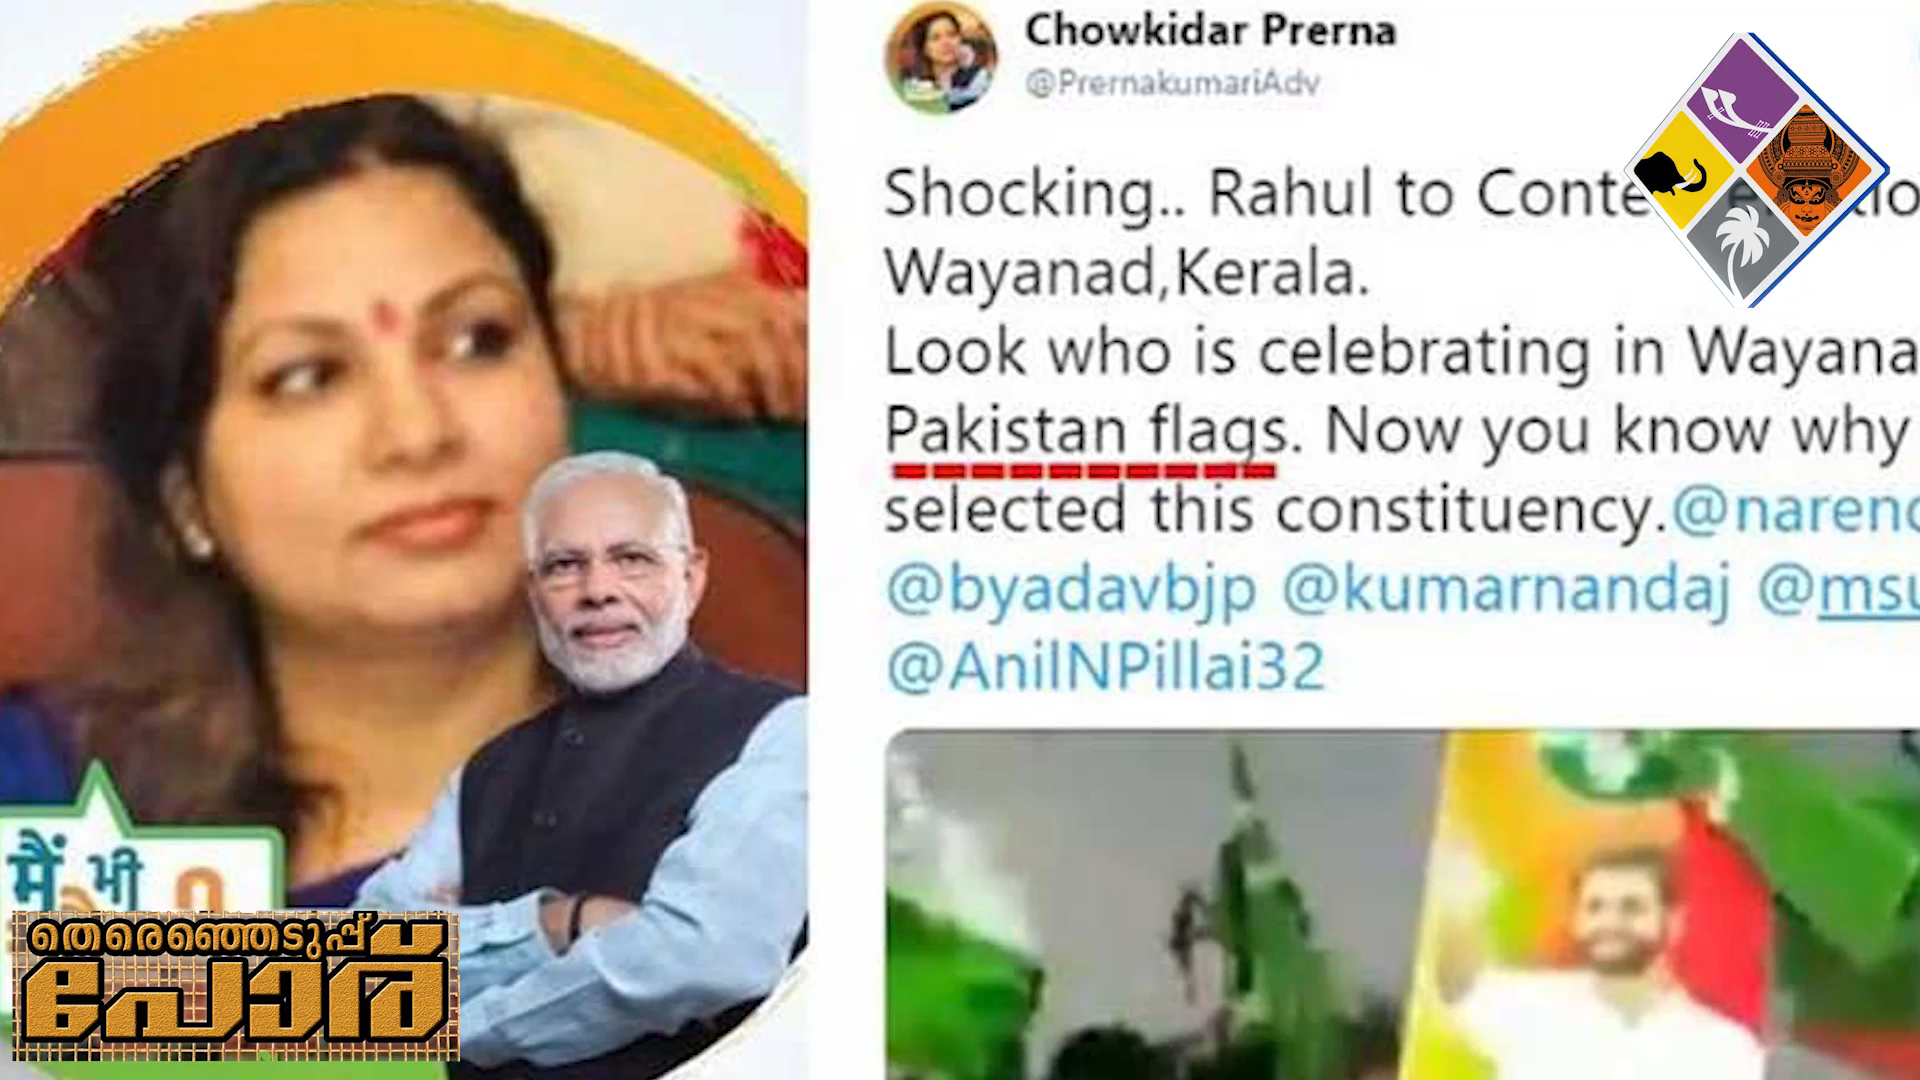 Chowkidar Prerna
@PrernakumariAdv
Shocking.. Rahul to Conte
Wayanad,Kerala.
Look who is celebrating in Wayana
Pakistan flags. Now you know why
selected this constituency.@narend
@byadavbjp @kumarnandaj @msu
@AnilNPillai32
मैं भी
തെരഞ്ഞെടുപ്പ്
പോര്